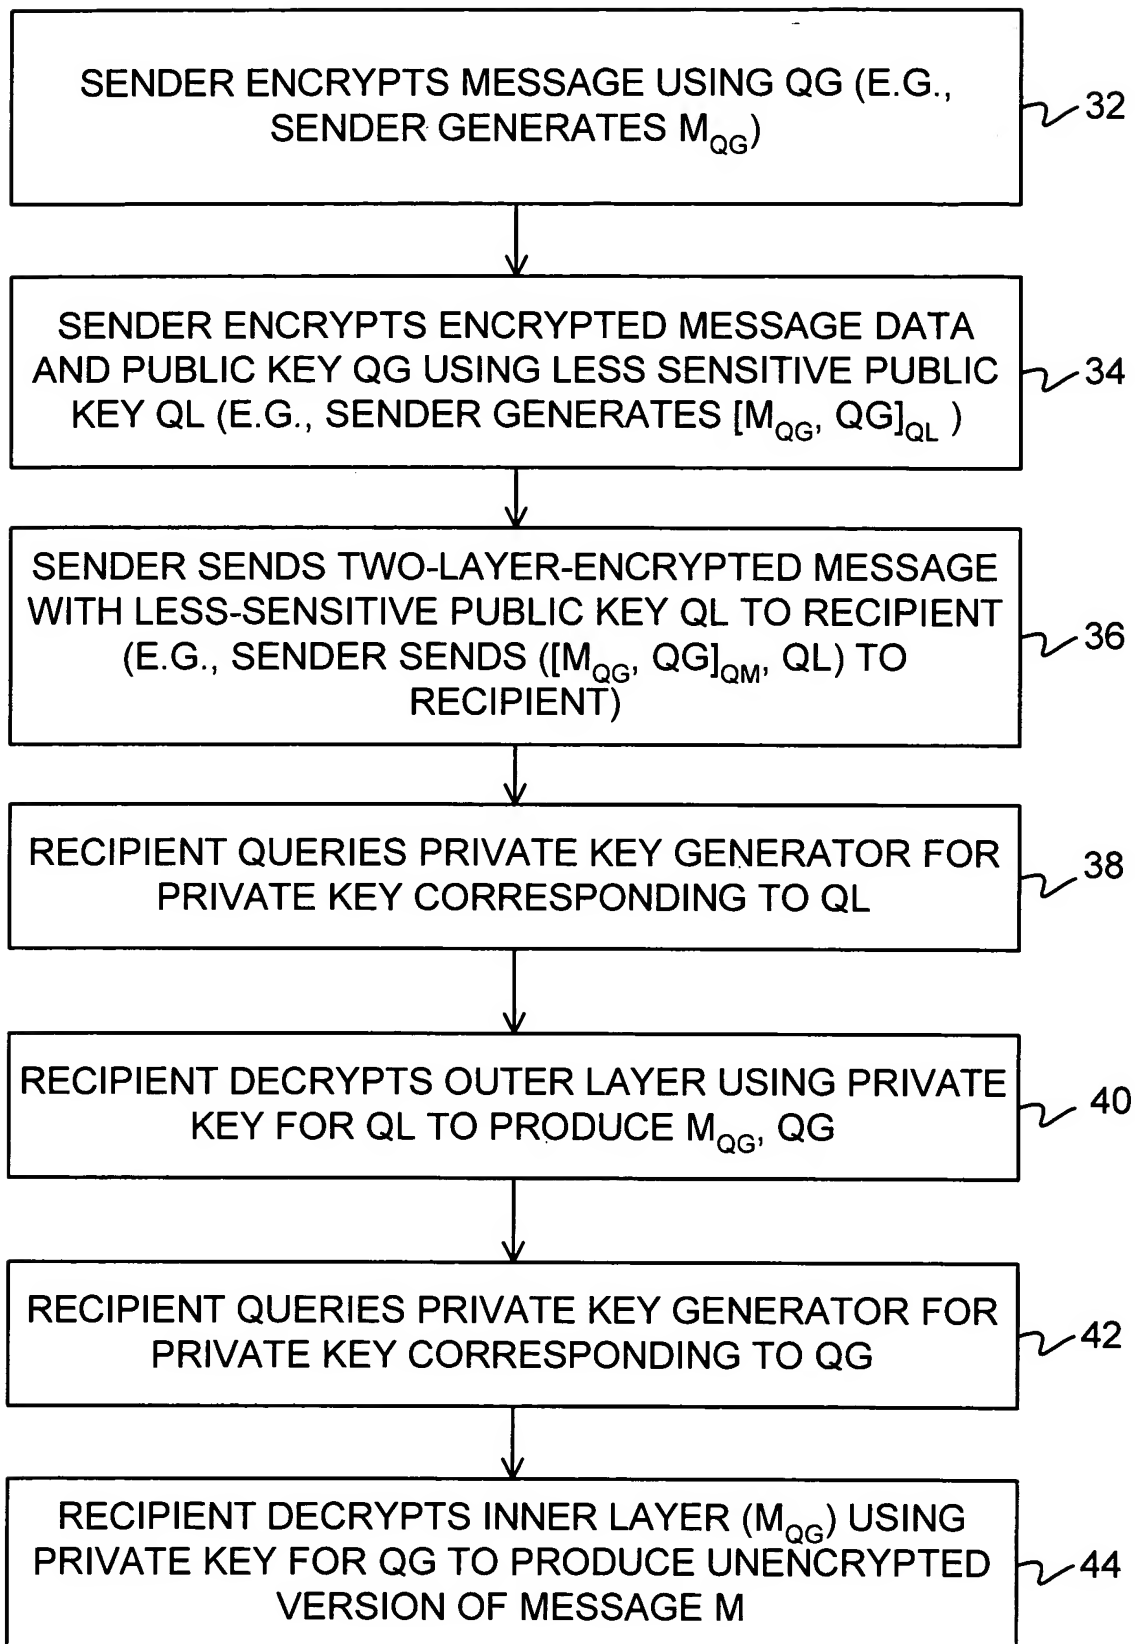 SENDER ENCRYPTS MESSAGE USING QG (E.G.,
SENDER GENERATES M_QG)
32
SENDER ENCRYPTS ENCRYPTED MESSAGE DATA
AND PUBLIC KEY QG USING LESS SENSITIVE PUBLIC
KEY QL (E.G., SENDER GENERATES [M_QG, QG]_QL )
34
SENDER SENDS TWO-LAYER-ENCRYPTED MESSAGE
WITH LESS-SENSITIVE PUBLIC KEY QL TO RECIPIENT
(E.G., SENDER SENDS ([M_QG, QG]_QM, QL) TO
RECIPIENT)
36
RECIPIENT QUERIES PRIVATE KEY GENERATOR FOR
PRIVATE KEY CORRESPONDING TO QL
38
RECIPIENT DECRYPTS OUTER LAYER USING PRIVATE
KEY FOR QL TO PRODUCE M_QG, QG
40
RECIPIENT QUERIES PRIVATE KEY GENERATOR FOR
PRIVATE KEY CORRESPONDING TO QG
42
RECIPIENT DECRYPTS INNER LAYER (M_QG) USING
PRIVATE KEY FOR QG TO PRODUCE UNENCRYPTED
VERSION OF MESSAGE M
44